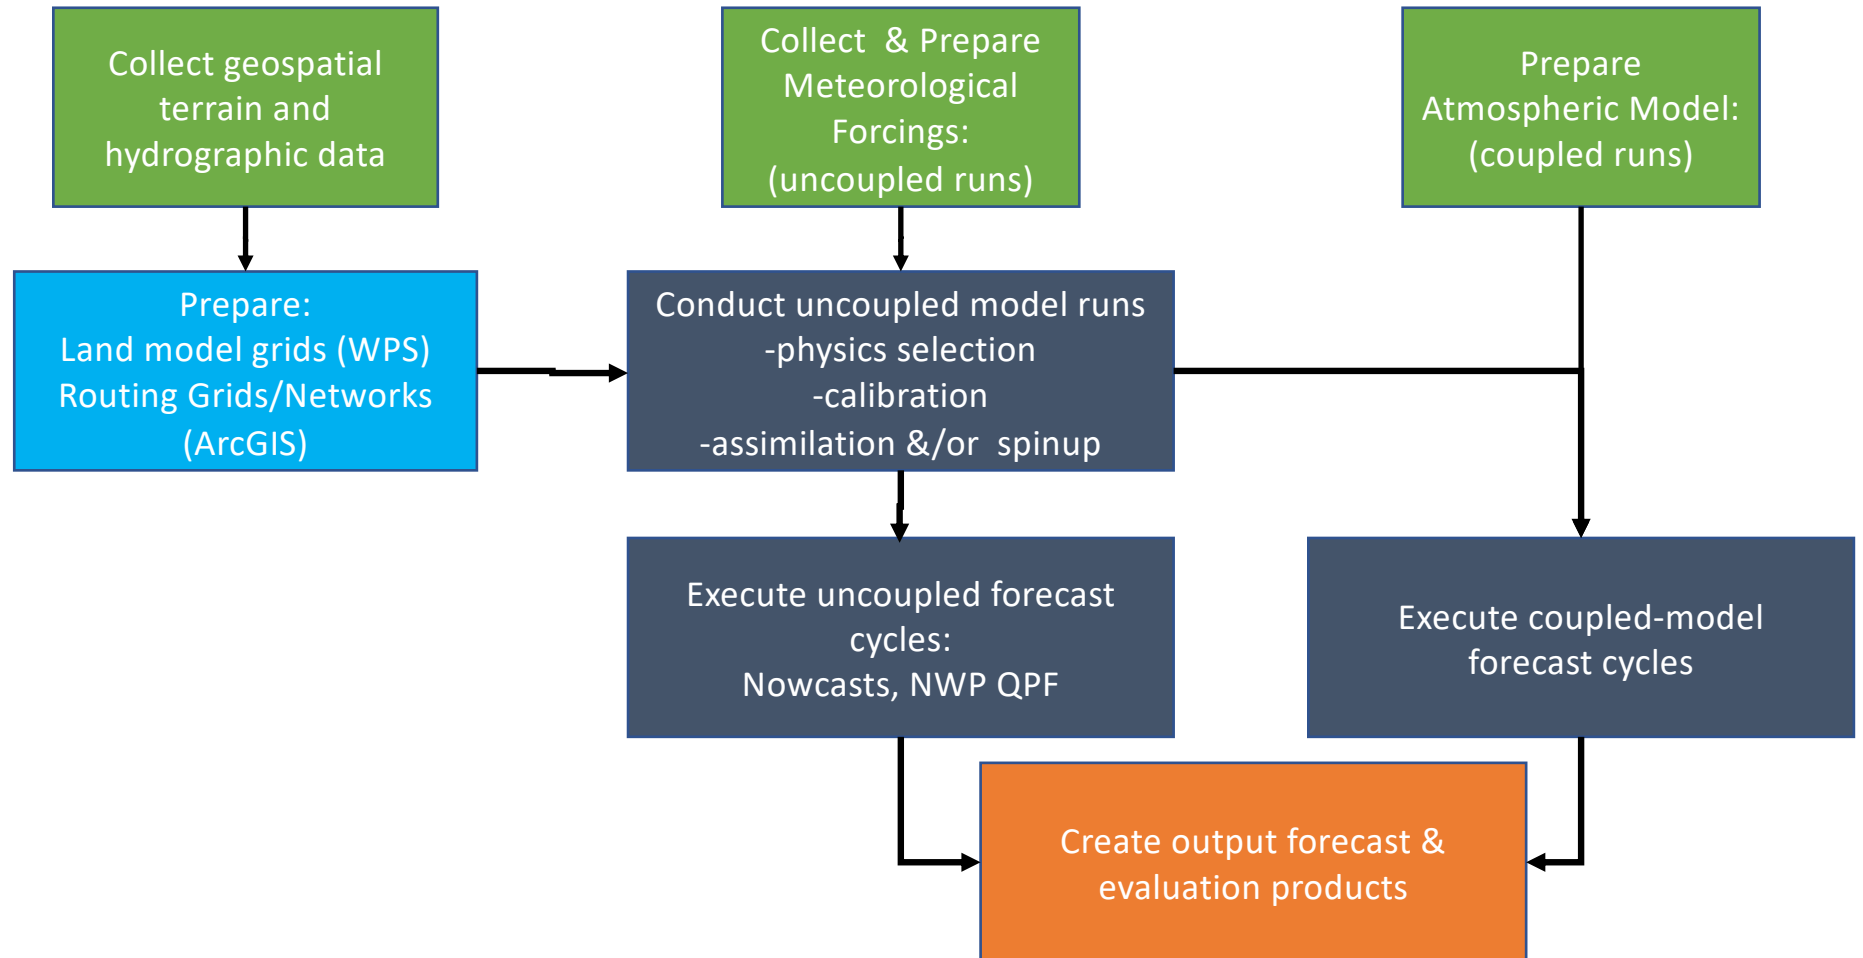 Collect geospatial
terrain and
hydrographic data
Collect & Prepare
Meteorological
Forcings:
(uncoupled runs)
Prepare
Atmospheric Model:
(coupled runs)
Prepare:
Land model grids (WPS)
Routing Grids/Networks
(ArcGIS)
Conduct uncoupled model runs
-physics selection
-calibration
-assimilation &/or spinup
Execute uncoupled forecast
cycles:
Nowcasts, NWP QPF
Execute coupled-model
forecast cycles
Create output forecast &
evaluation products